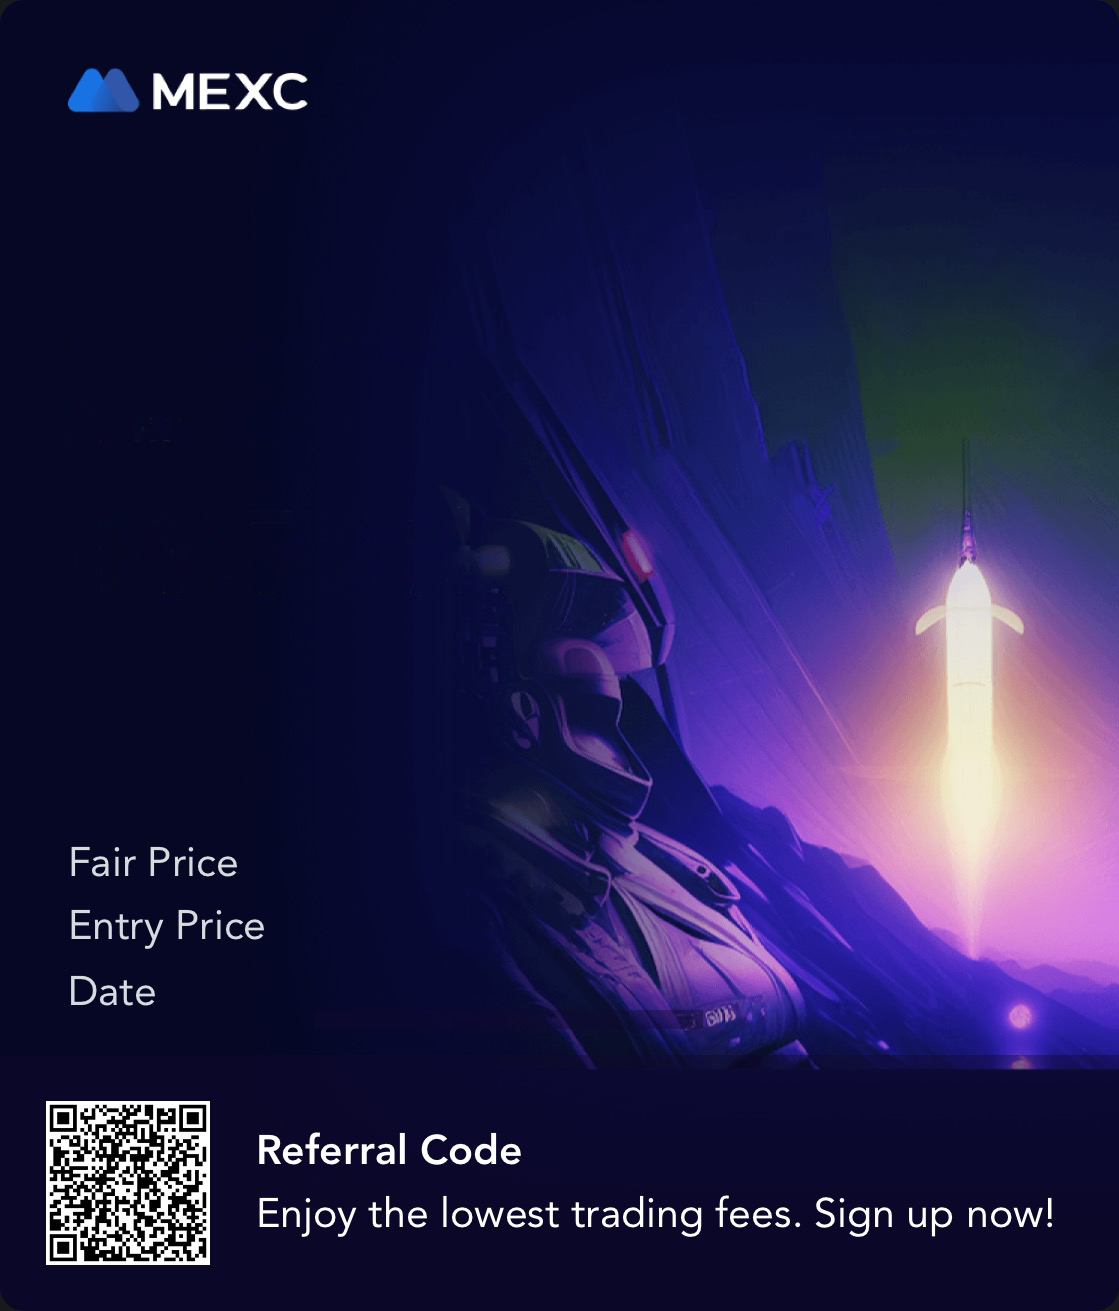 MEXC
Fair Price
Entry Price
Date
Referral Code
Enjoy the lowest trading fees. Sign up now!